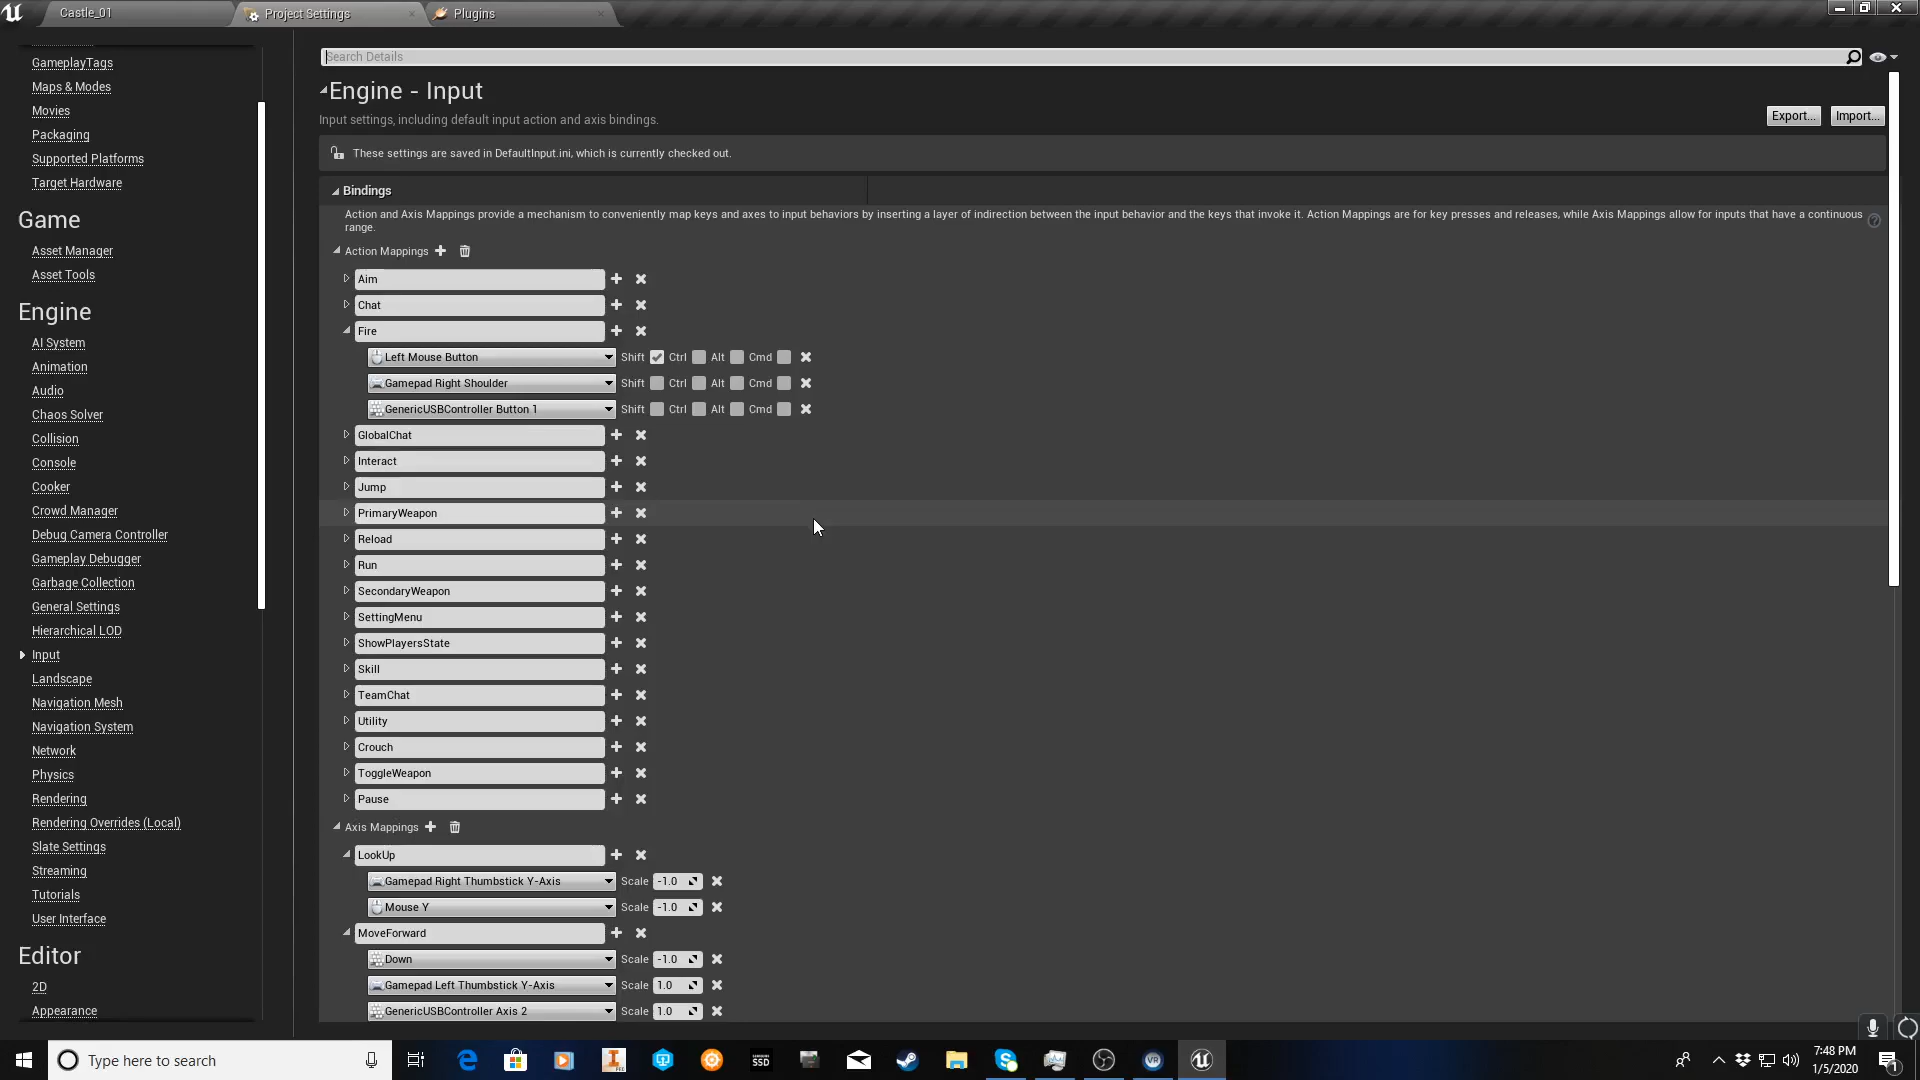 Castle_01
Project Settings
Plugins
GameplayTags
Maps & Modes
Movies
Packaging
Supported Platforms
Target Hardware
Game
Asset Manager
Asset Tools
Engine
AI System
Animation
Audio
Chaos Solver
Collision
Console
Cooker
Crowd Manager
Debug Camera Controller
Gameplay Debugger
Garbage Collection
General Settings
Hierarchical LOD
Input
Landscape
Navigation Mesh
Navigation System
Network
Physics
Rendering
Rendering Overrides (Local)
Slate Settings
Streaming
Tutorials
User Interface
Editor
2D
Appearance
Search Details
Engine - Input
Input settings, including default input action and axis bindings.
Export...
Import...
These settings are saved in DefaultInput.ini, which is currently checked out.
Bindings
Action and Axis Mappings provide a mechanism to conveniently map keys and axes to input behaviors by inserting a layer of indirection between the input behavior and the keys that invoke it. Action Mappings are for key presses and releases, while Axis Mappings allow for inputs that have a continuous
range.
Action Mappings
Aim
Chat
Fire
Left Mouse Button Shift Ctrl Alt Cmd
Gamepad Right Shoulder Shift Ctrl Alt Cmd
GenericUSBController Button 1 Shift Ctrl Alt Cmd
GlobalChat
Interact
Jump
PrimaryWeapon
Reload
Run
SecondaryWeapon
SettingMenu
ShowPlayersState
Skill
TeamChat
Utility
Crouch
ToggleWeapon
Pause
Axis Mappings
LookUp
Gamepad Right Thumbstick Y-Axis Scale -1.0
Mouse Y Scale -1.0
MoveForward
Down Scale -1.0
Gamepad Left Thumbstick Y-Axis Scale 1.0
GenericUSBController Axis 2 Scale 1.0
Type here to search
SAMSUNG
SSD
VR
7:48 PM
1/5/2020
1